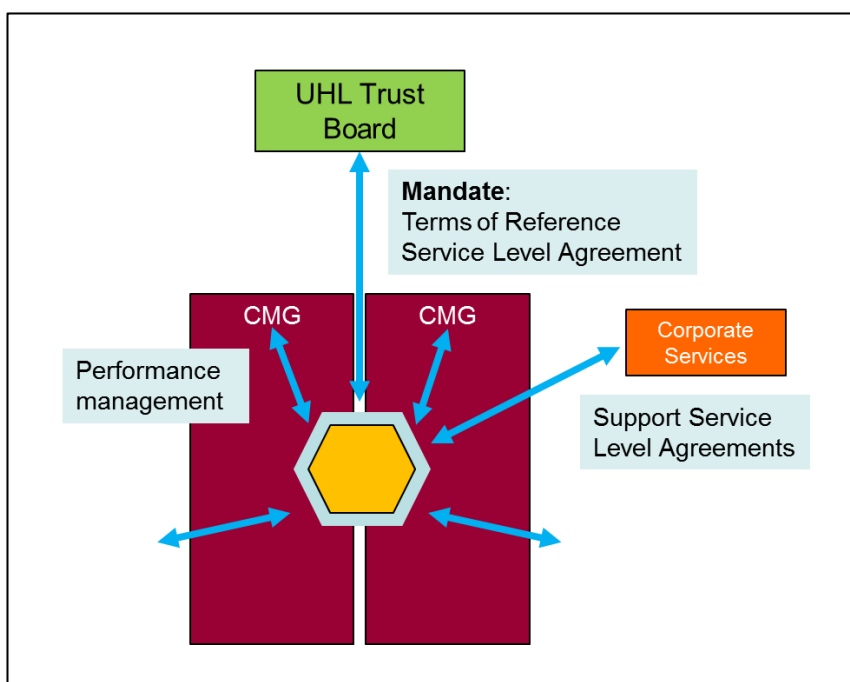 UHL Trust
Board
Mandate:
Terms of Reference
Service Level Agreement
CMG
CMG
Corporate
Services
Performance
management
Support Service
Level Agreements